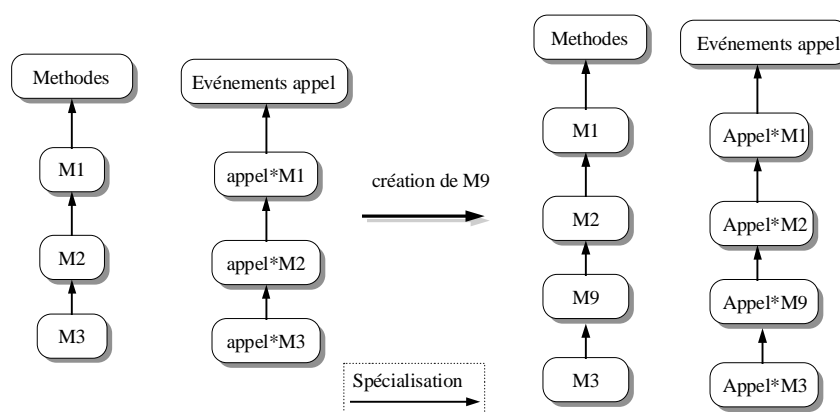 Methodes
Evénements appel
M1
appel*M1
M2
appel*M2
M3
appel*M3
création de M9
Spécialisation
Methodes
Evénements appel
M1
Appel*M1
M2
Appel*M2
M9
Appel*M9
M3
Appel*M3